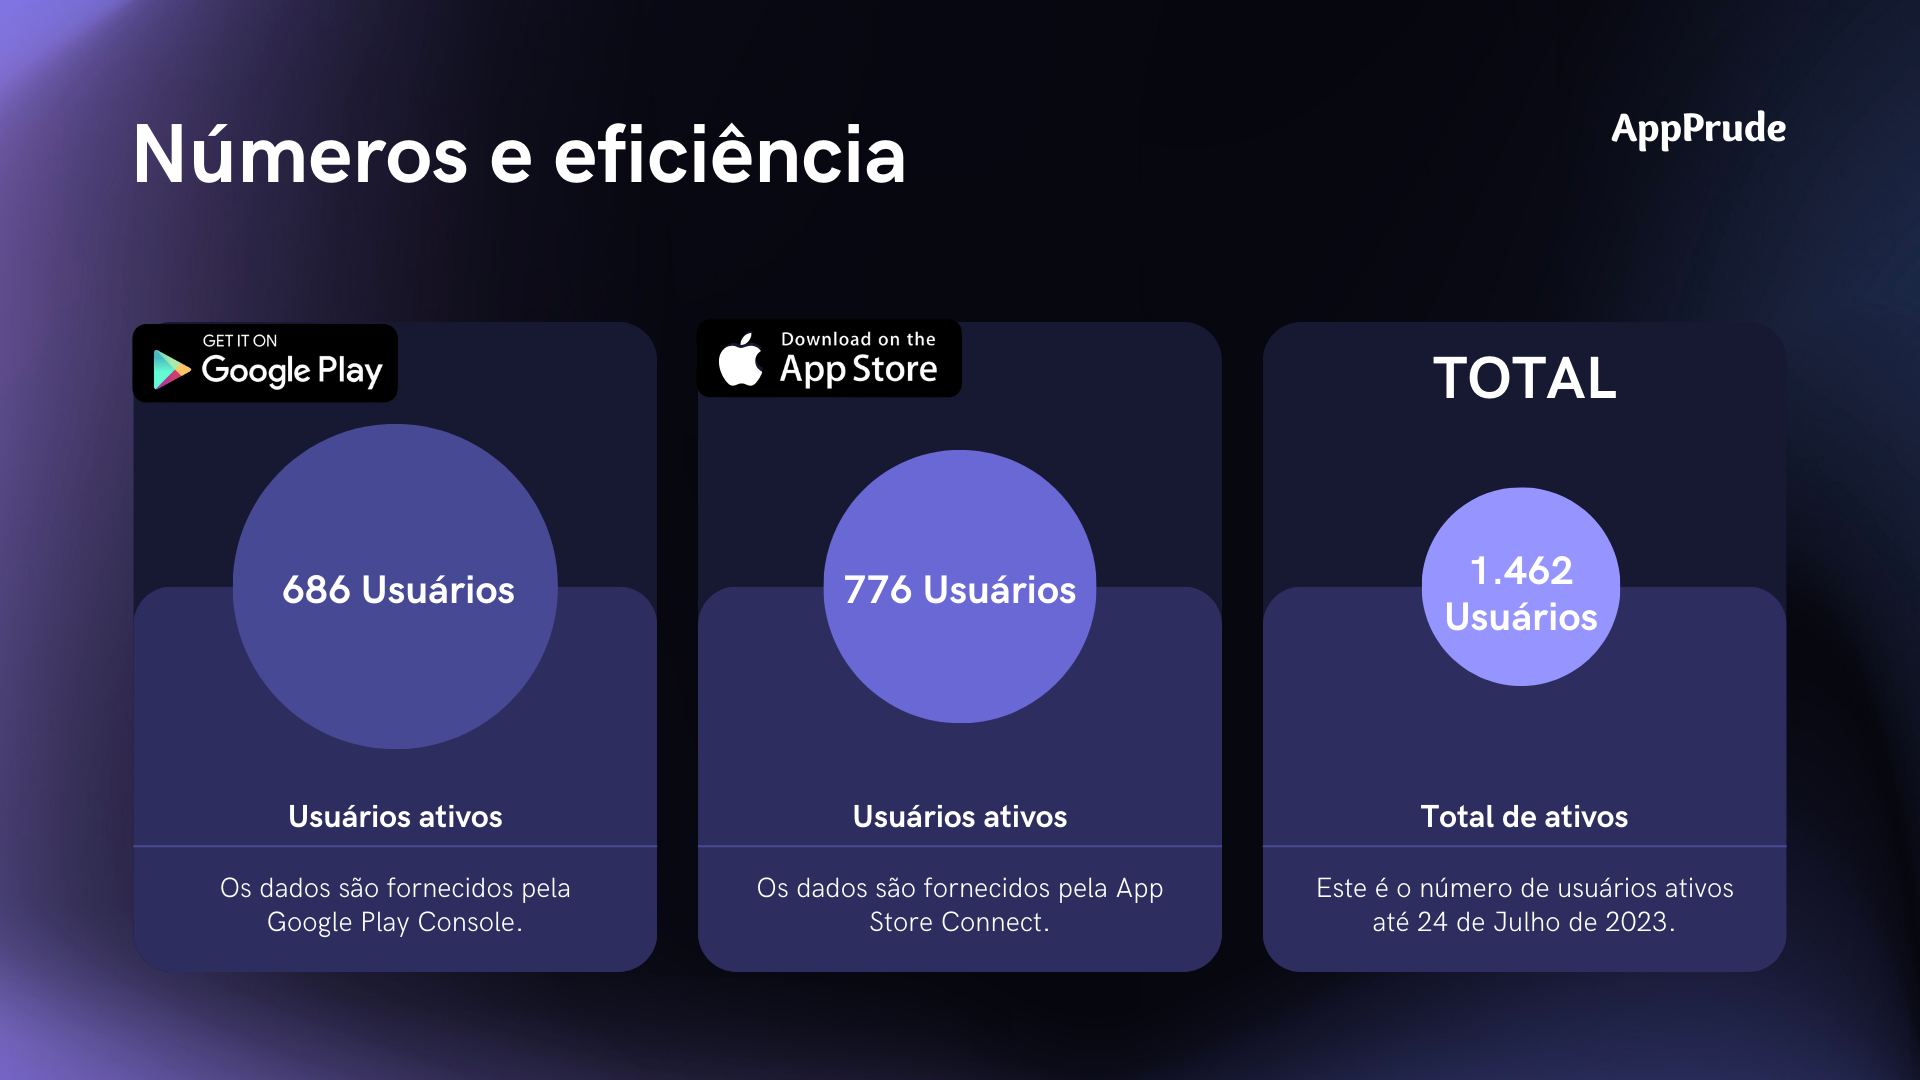 Números e eficiência
AppPrude
GET IT ON
Google Play
686 Usuários
Usuários ativos
Os dados são fornecidos pela
Google Play Console.
Download on the
App Store
776 Usuários
Usuários ativos
Os dados são fornecidos pela App
Store Connect.
TOTAL
1.462
Usuários
Total de ativos
Este é o número de usuários ativos
até 24 de Julho de 2023.